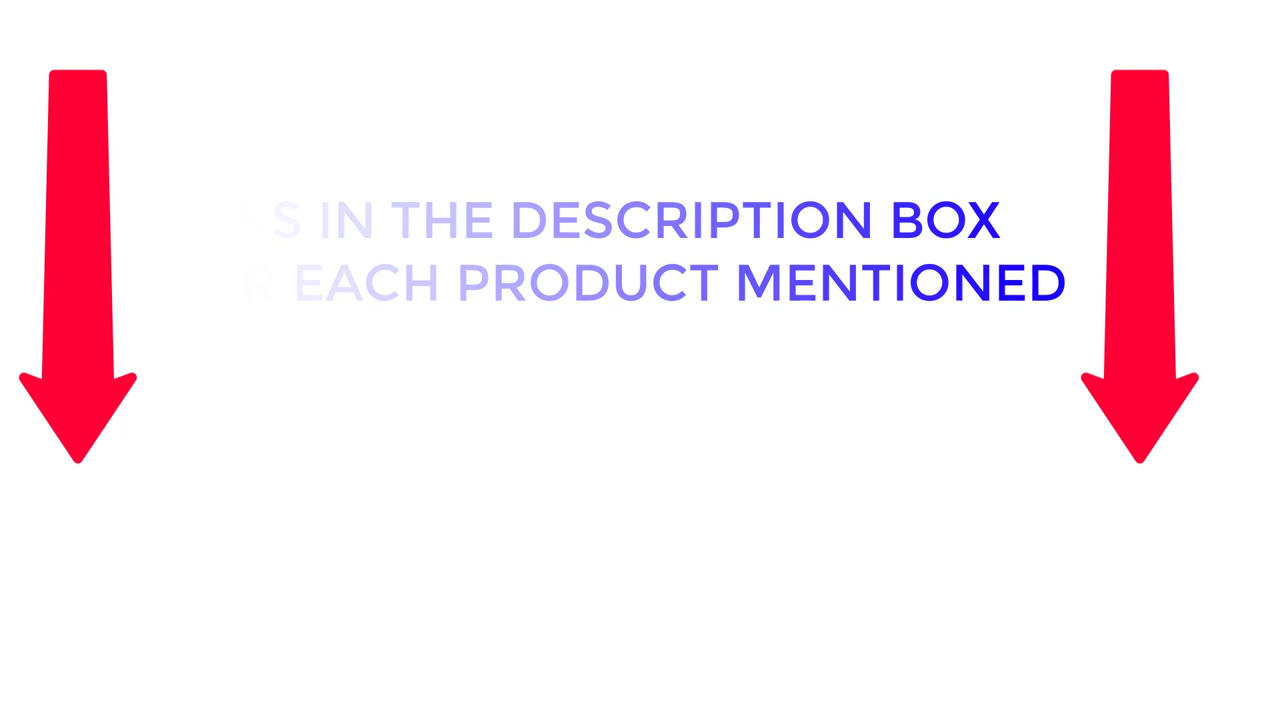 IN THE DESCRIPTION BOX
EACH PRODUCT MENTIONED